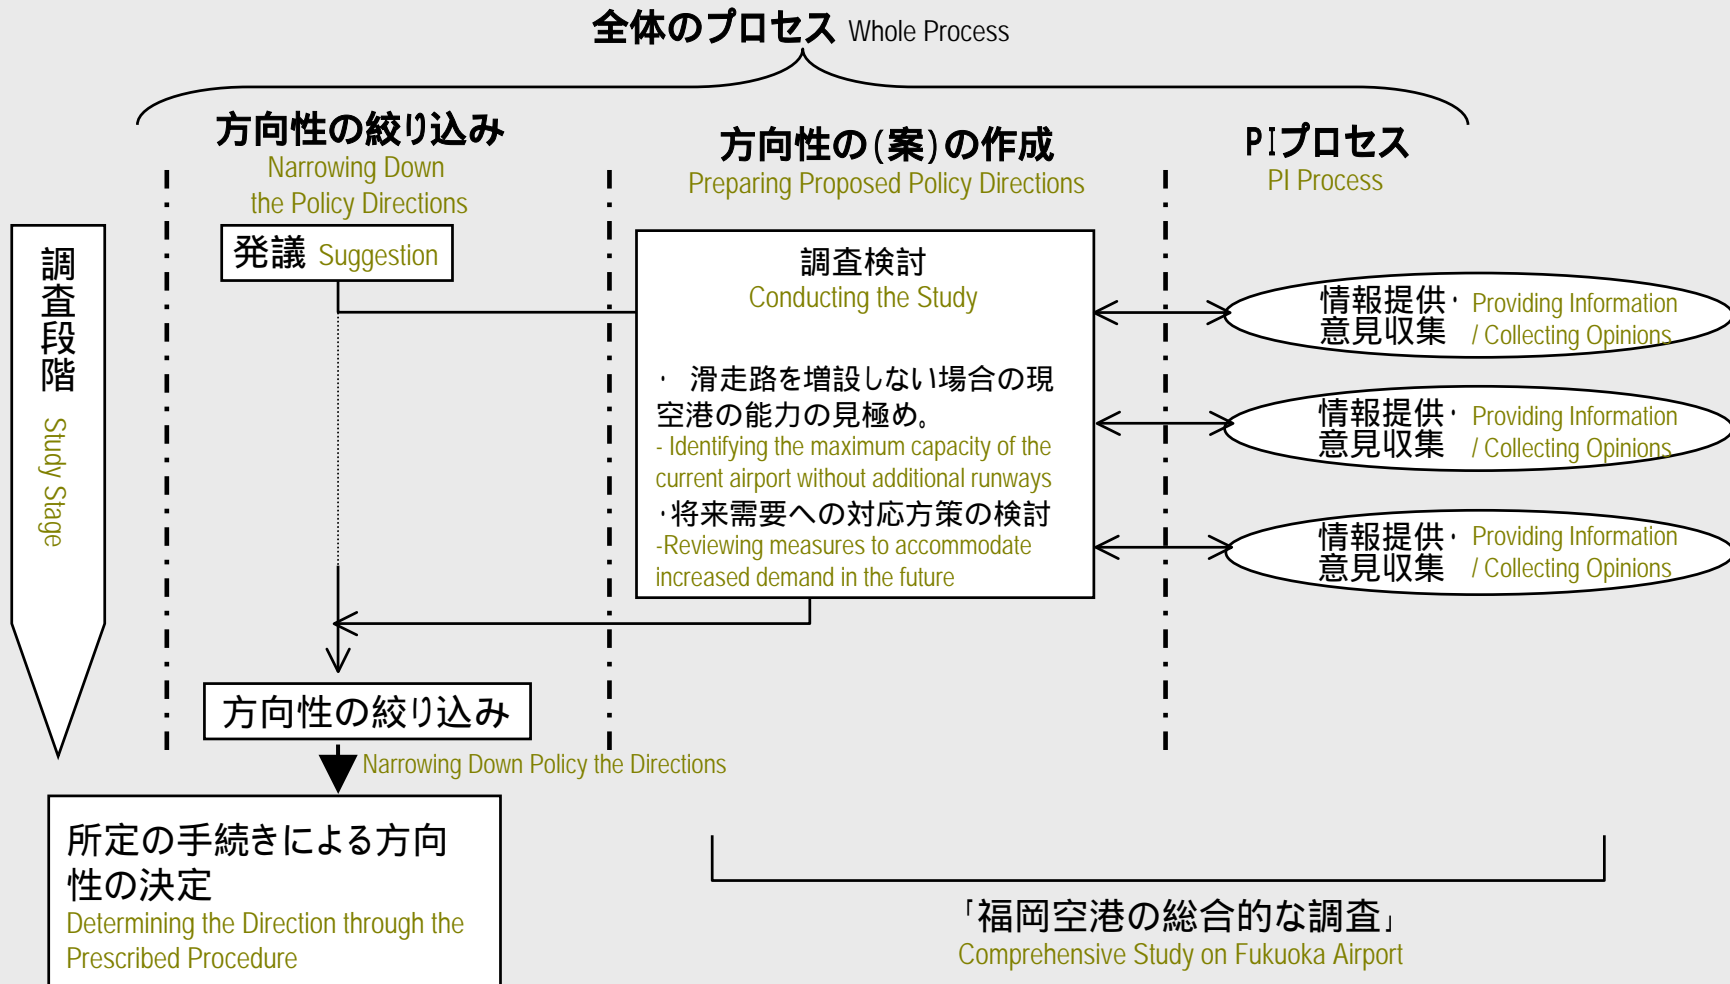 全体のプロセス Whole Process
方向性の絞り込み
Narrowing Down
the Policy Directions
方向性の(案)の作成
Preparing Proposed Policy Directions
PIプロセス
PI Process
調査段階 Study Stage
発議 Suggestion
調査検討
Conducting the Study
・ 滑走路を増設しない場合の現
空港の能力の見極め。
- Identifying the maximum capacity of the
current airport without additional runways
・将来需要への対応方策の検討
-Reviewing measures to accommodate
increased demand in the future
情報提供・ Providing Information
意見収集 / Collecting Opinions
情報提供・ Providing Information
意見収集 / Collecting Opinions
情報提供・ Providing Information
意見収集 / Collecting Opinions
方向性の絞り込み
Narrowing Down Policy the Directions
所定の手続きによる方向
性の決定
Determining the Direction through the
Prescribed Procedure
「福岡空港の総合的な調査」
Comprehensive Study on Fukuoka Airport